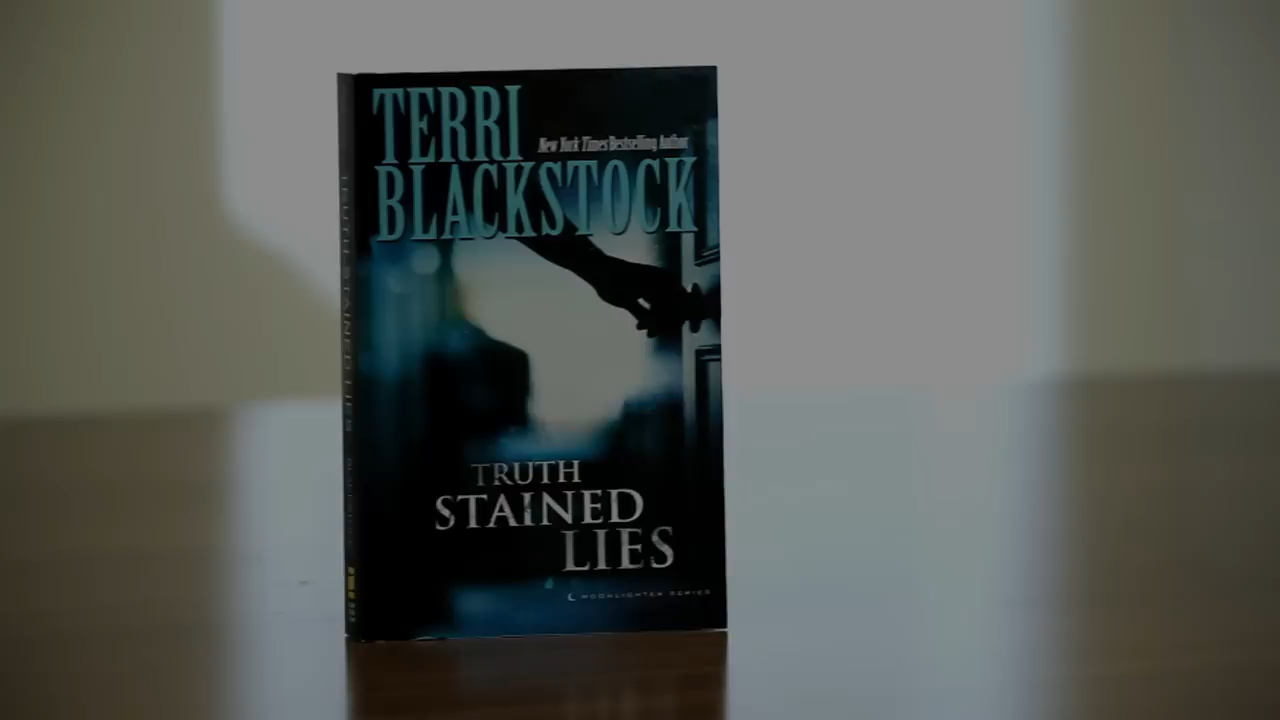 TERRI
New York Times Bestselling Author
BLACKSTOCK
TRUTH
STAINED
LIES
MOONLIGHTER SERIES
TRUTH STAINED LIES